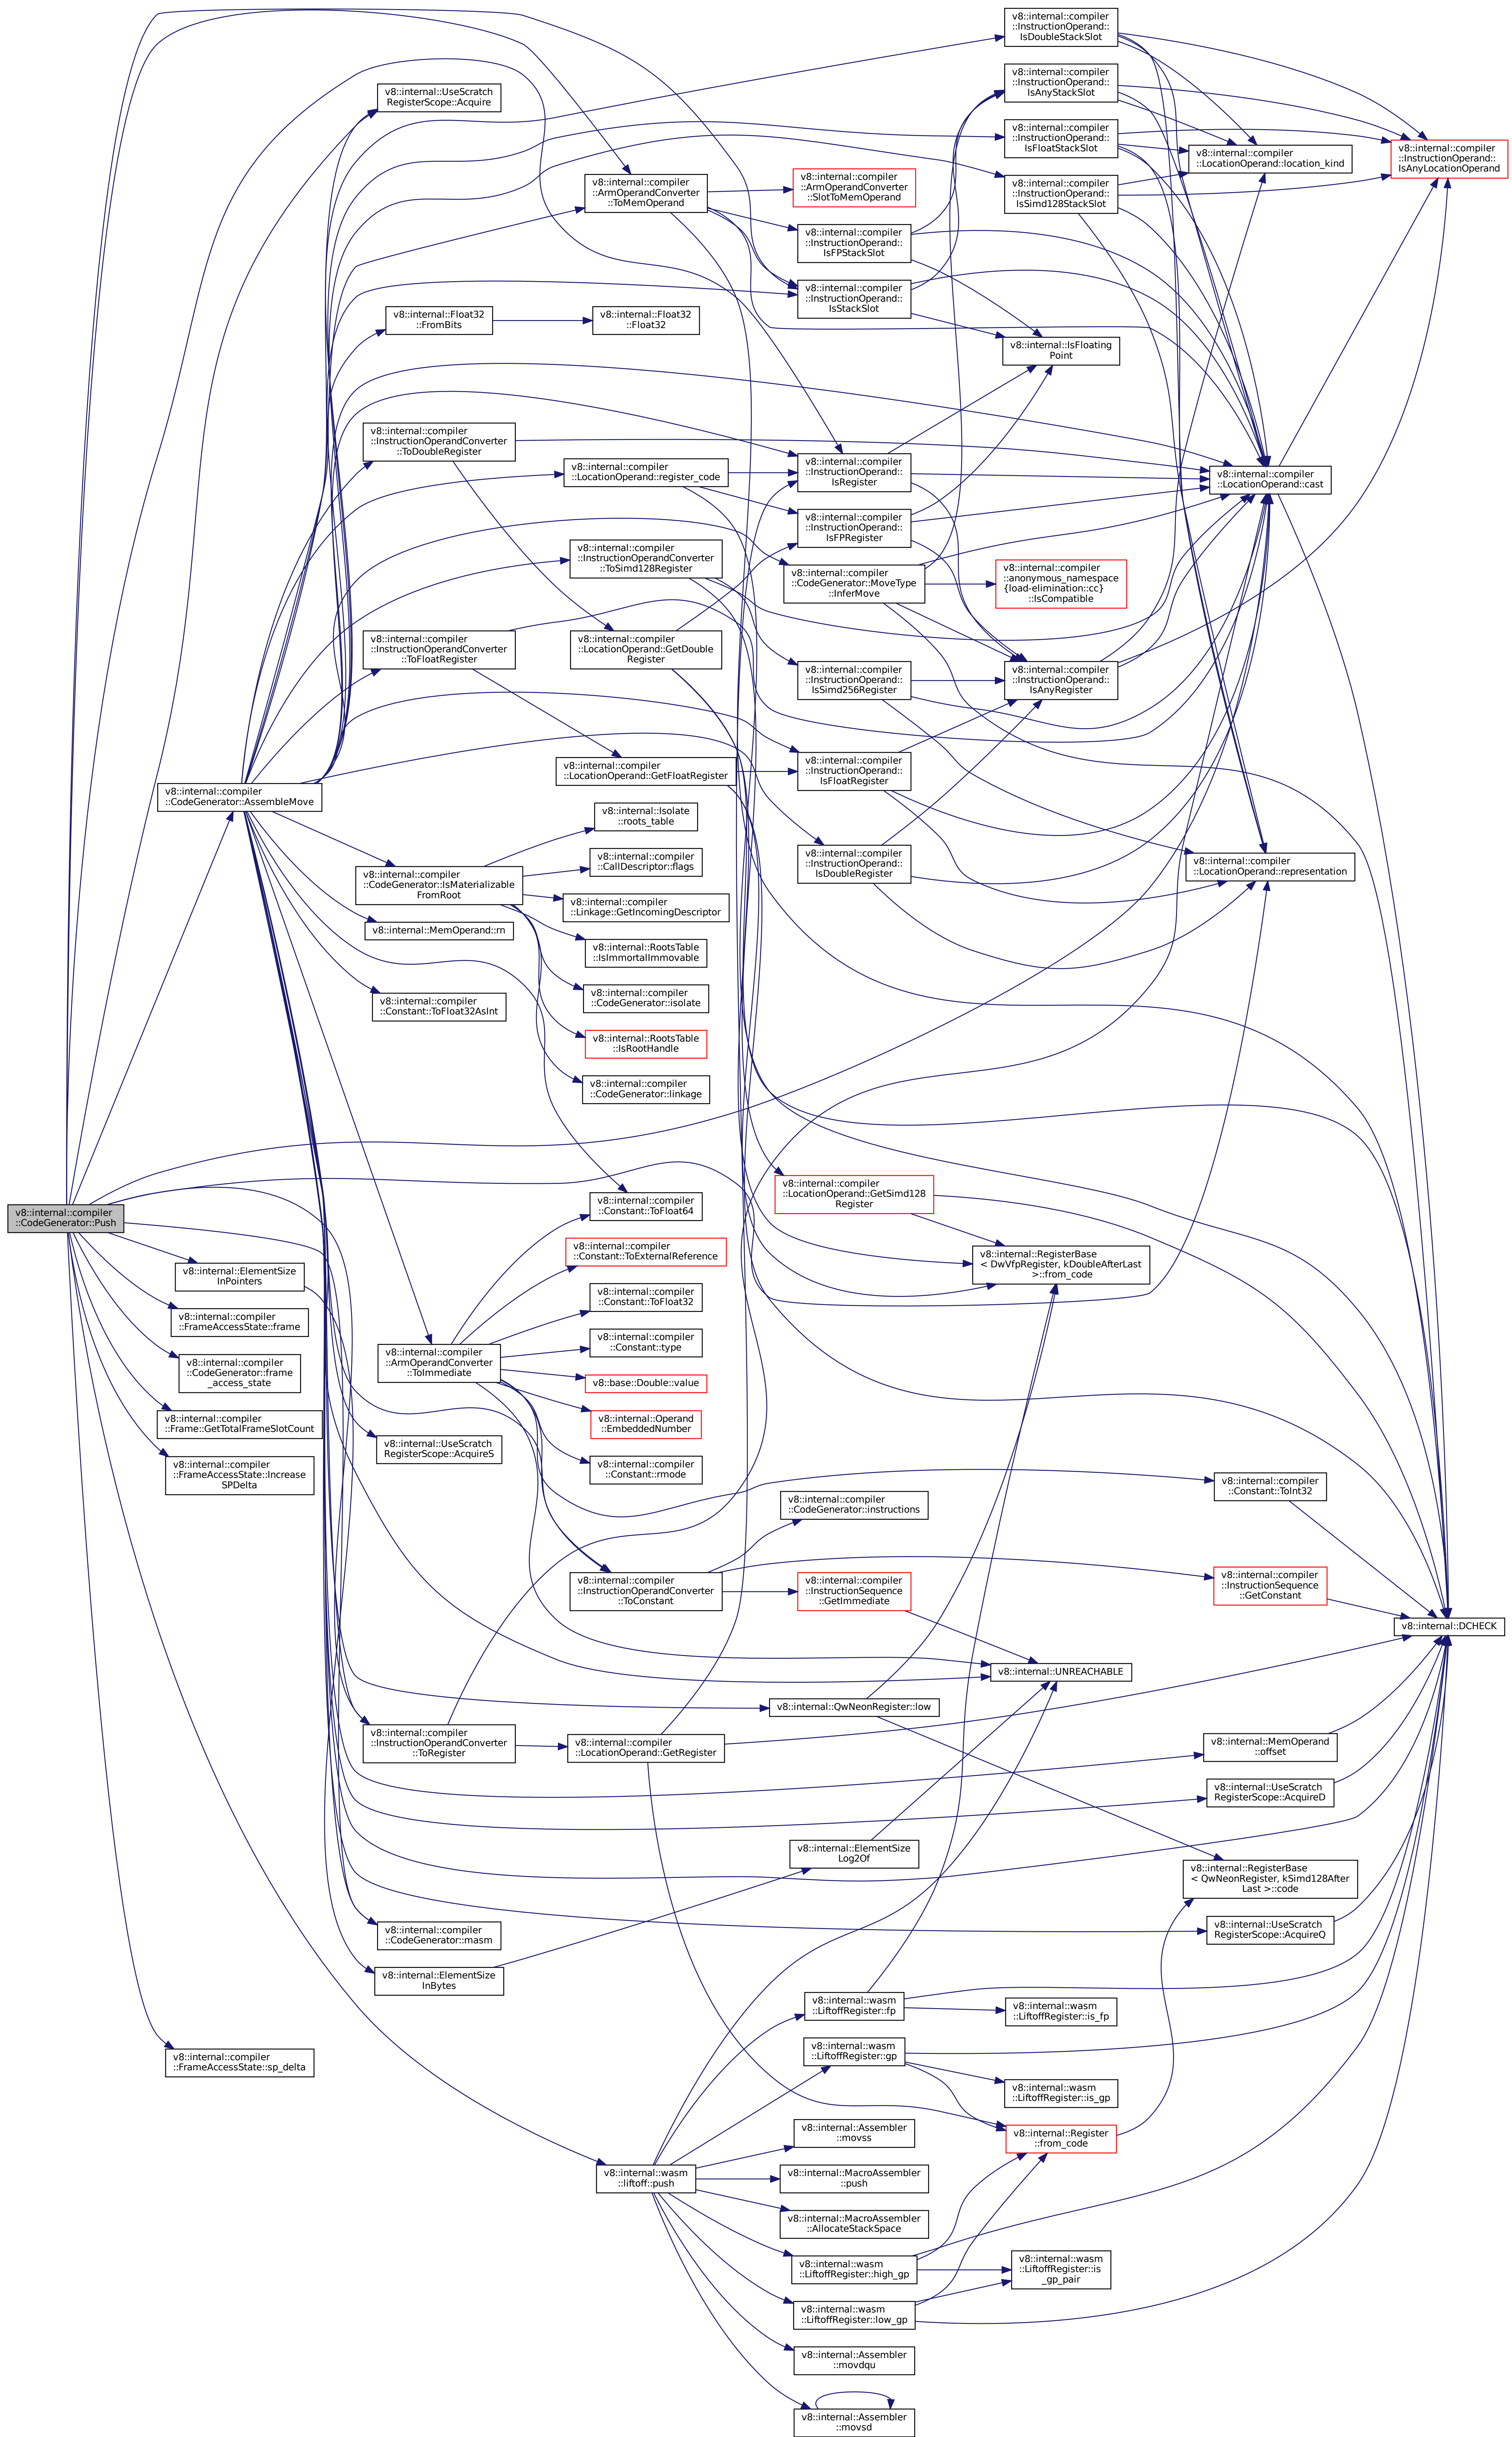 v8::internal::compiler
::InstructionOperand::
IsDoubleStackSlot
v8::internal::compiler
::InstructionOperand::
IsAnyStackSlot
v8::internal::UseScratch
RegisterScope::Acquire
v8::internal::compiler
::InstructionOperand::
IsFloatStackSlot
v8::internal::compiler
::LocationOperand::location_kind
v8::internal::compiler
::InstructionOperand::
IsAnyLocationOperand
v8::internal::compiler
::ArmOperandConverter
::ToMemOperand
v8::internal::compiler
::ArmOperandConverter
::SlotToMemOperand
v8::internal::compiler
::InstructionOperand::
IsSimd128StackSlot
v8::internal::compiler
::InstructionOperand::
IsFPStackSlot
v8::internal::compiler
::InstructionOperand::
IsStackSlot
v8::internal::Float32
::FromBits
v8::internal::Float32
::Float32
v8::internal::IsFloating
Point
v8::internal::compiler
::InstructionOperandConverter
::ToDoubleRegister
v8::internal::compiler
::LocationOperand::register_code
v8::internal::compiler
::InstructionOperand::
IsRegister
v8::internal::compiler
::LocationOperand::cast
v8::internal::compiler
::InstructionOperand::
IsFPRegister
v8::internal::compiler
::InstructionOperandConverter
::ToSimd128Register
v8::internal::compiler
::CodeGenerator::MoveType
::InferMove
v8::internal::compiler
::anonymous_namespace
{load-elimination::cc}
::IsCompatible
v8::internal::compiler
::InstructionOperandConverter
::ToFloatRegister
v8::internal::compiler
::LocationOperand::GetDouble
Register
v8::internal::compiler
::InstructionOperand::
IsSimd256Register
v8::internal::compiler
::InstructionOperand::
IsAnyRegister
v8::internal::compiler
::CodeGenerator::AssembleMove
v8::internal::compiler
::LocationOperand::GetFloatRegister
v8::internal::compiler
::InstructionOperand::
IsFloatRegister
v8::internal::Isolate
::roots_table
v8::internal::compiler
::CallDescriptor::flags
v8::internal::compiler
::InstructionOperand::
IsDoubleRegister
v8::internal::compiler
::LocationOperand::representation
v8::internal::compiler
::CodeGenerator::IsMaterializable
FromRoot
v8::internal::compiler
::Linkage::GetIncomingDescriptor
v8::internal::MemOperand::rn
v8::internal::RootsTable
::IsImmortalImmovable
v8::internal::compiler
::Constant::ToFloat32AsInt
v8::internal::compiler
::CodeGenerator::isolate
v8::internal::RootsTable
::IsRootHandle
v8::internal::compiler
::CodeGenerator::linkage
v8::internal::compiler
::CodeGenerator::Push
v8::internal::compiler
::Constant::ToFloat64
v8::internal::compiler
::LocationOperand::GetSimd128
Register
v8::internal::ElementSize
InPointers
v8::internal::compiler
::Constant::ToExternalReference
v8::internal::RegisterBase
< DwVfpRegister, kDoubleAfterLast
>::from_code
v8::internal::compiler
::FrameAccessState::frame
v8::internal::compiler
::Constant::ToFloat32
v8::internal::compiler
::Constant::type
v8::internal::compiler
::CodeGenerator::frame
_access_state
v8::internal::compiler
::ArmOperandConverter
::ToImmediate
v8::base::Double::value
v8::internal::compiler
::Frame::GetTotalFrameSlotCount
v8::internal::Operand
::EmbeddedNumber
v8::internal::UseScratch
RegisterScope::AcquireS
v8::internal::compiler
::FrameAccessState::Increase
SPDelta
v8::internal::compiler
::Constant::rmode
v8::internal::compiler
::Constant::ToInt32
v8::internal::compiler
::CodeGenerator::instructions
v8::internal::compiler
::InstructionOperandConverter
::ToConstant
v8::internal::compiler
::InstructionSequence
::GetImmediate
v8::internal::compiler
::InstructionSequence
::GetConstant
v8::internal::DCHECK
v8::internal::UNREACHABLE
v8::internal::QwNeonRegister::low
v8::internal::compiler
::InstructionOperandConverter
::ToRegister
v8::internal::compiler
::LocationOperand::GetRegister
v8::internal::MemOperand
::offset
v8::internal::UseScratch
RegisterScope::AcquireD
v8::internal::ElementSize
Log2Of
v8::internal::RegisterBase
< QwNeonRegister, kSimd128After
Last >::code
v8::internal::compiler
::CodeGenerator::masm
v8::internal::UseScratch
RegisterScope::AcquireQ
v8::internal::ElementSize
InBytes
v8::internal::wasm
::LiftoffRegister::fp
v8::internal::wasm
::LiftoffRegister::is_fp
v8::internal::compiler
::FrameAccessState::sp_delta
v8::internal::wasm
::LiftoffRegister::gp
v8::internal::wasm
::LiftoffRegister::is_gp
v8::internal::Assembler
::movss
v8::internal::Register
::from_code
v8::internal::wasm
::liftoff::push
v8::internal::MacroAssembler
::push
v8::internal::MacroAssembler
::AllocateStackSpace
v8::internal::wasm
::LiftoffRegister::high_gp
v8::internal::wasm
::LiftoffRegister::is
_gp_pair
v8::internal::wasm
::LiftoffRegister::low_gp
v8::internal::Assembler
::movdqu
v8::internal::Assembler
::movsd